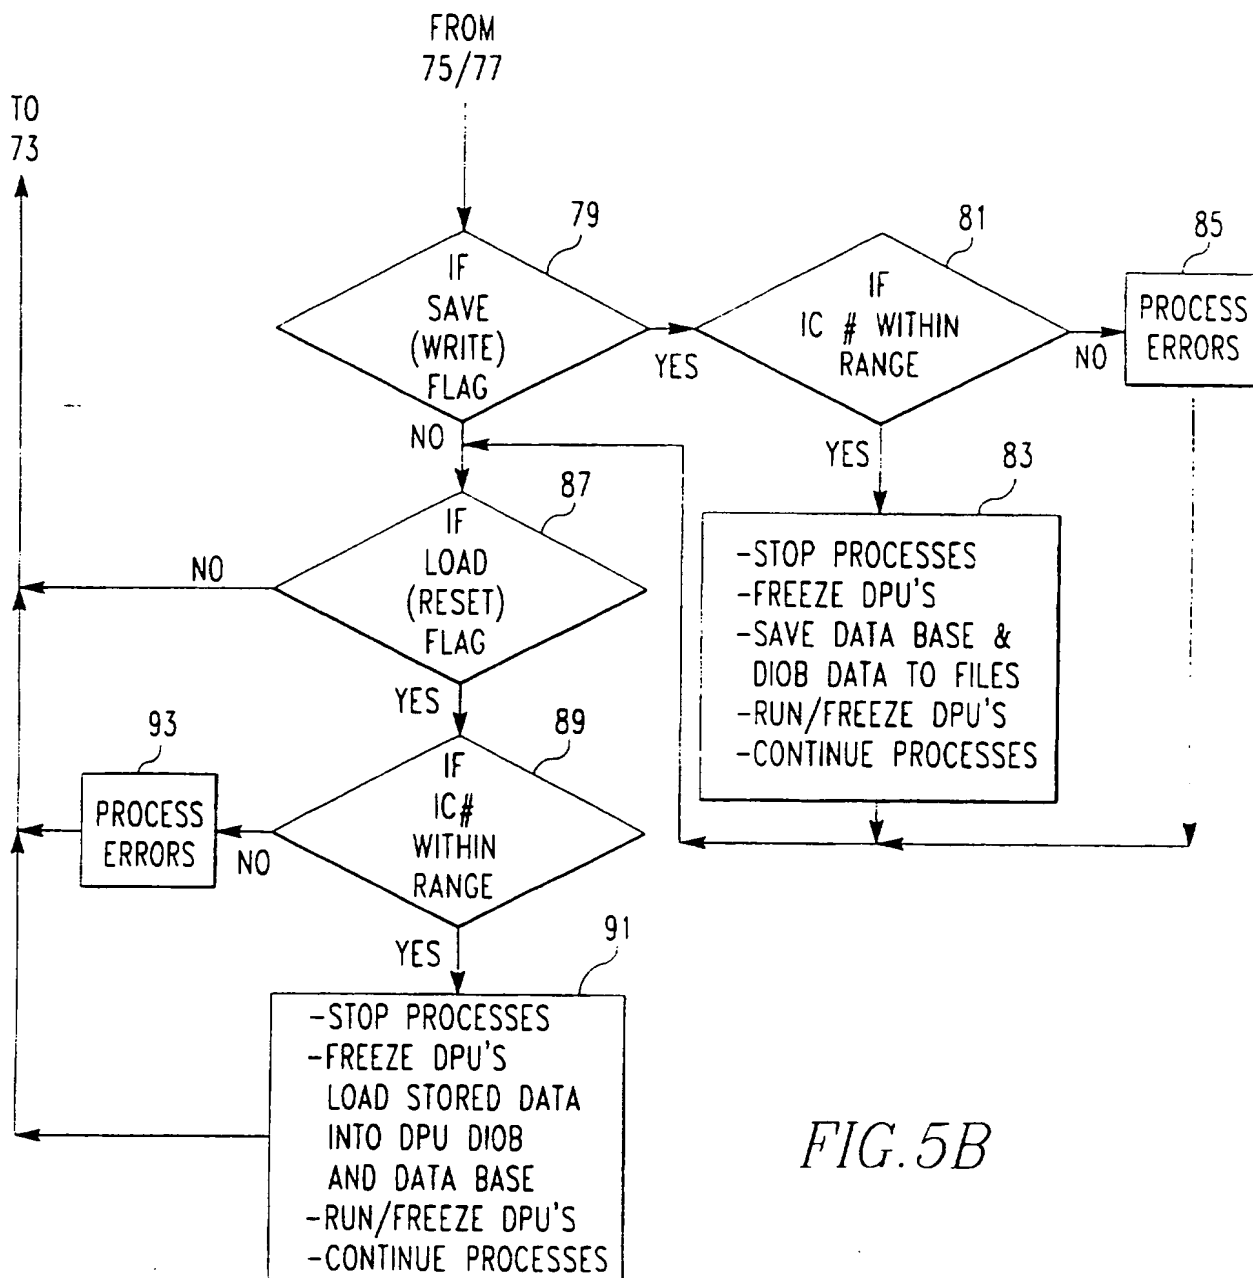 FROM
75/77
TO
73
79
IF
SAVE
(WRITE)
FLAG
YES
NO
81
IF
IC # WITHIN
RANGE
NO
YES
85
PROCESS
ERRORS
83
-STOP PROCESSES
-FREEZE DPU'S
-SAVE DATA BASE &
DIOB DATA TO FILES
-RUN/FREEZE DPU'S
-CONTINUE PROCESSES
87
IF
LOAD
(RESET)
FLAG
NO
YES
89
IF
IC#
WITHIN
RANGE
NO
YES
93
PROCESS
ERRORS
91
-STOP PROCESSES
-FREEZE DPU'S
LOAD STORED DATA
INTO DPU DIOB
AND DATA BASE
-RUN/FREEZE DPU'S
-CONTINUE PROCESSES
FIG.5B